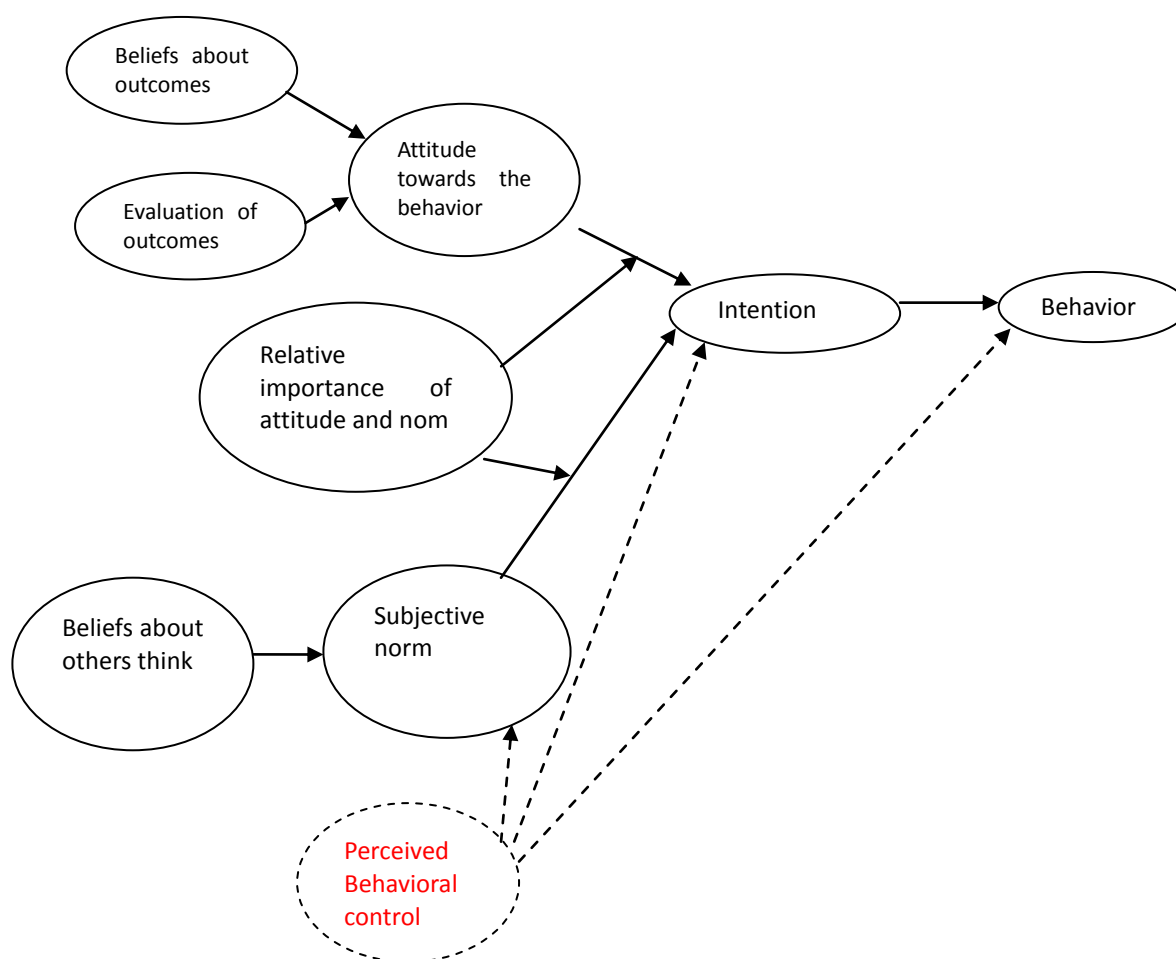 Beliefs about
outcomes
Attitude
towards the
behavior
Evaluation of
outcomes
Intention
Behavior
Relative
importance of
attitude and nom
Subjective
norm
Beliefs about
others think
Perceived
Behavioral
control